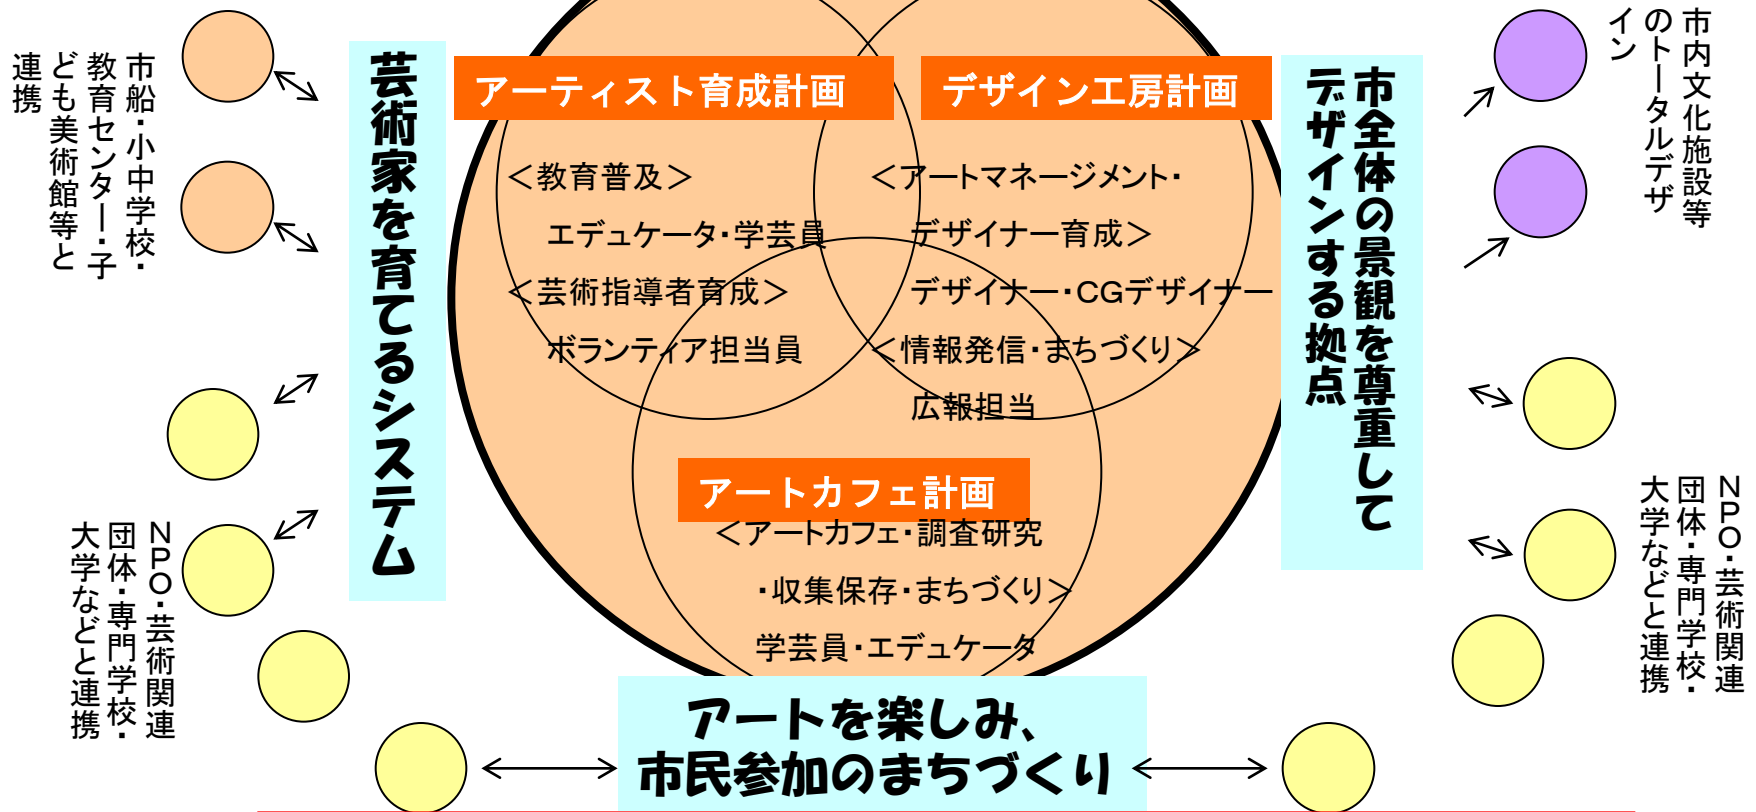 市船・小中学校・
教育センター・子
ども美術館等と
連携
芸術家を育てるシステム
アーティスト育成計画
＜教育普及＞
エデュケータ・学芸員
＜芸術指導者育成＞
ボランティア担当員
デザイン工房計画
＜アートマネージメント・
デザイナー育成＞
デザイナー・CGデザイナー
＜情報発信・まちづくり＞
広報担当
市全体の景観を尊重して
デザインする拠点
市内文化施設等
のトータルデザ
イン
アートカフェ計画
＜アートカフェ・調査研究
・収集保存・まちづくり＞
学芸員・エデュケータ
ＮＰＯ・芸術関連
団体・専門学校・
大学などと連携
ＮＰＯ・芸術関連
団体・専門学校・
大学などと連携
アートを楽しみ、
市民参加のまちづくり